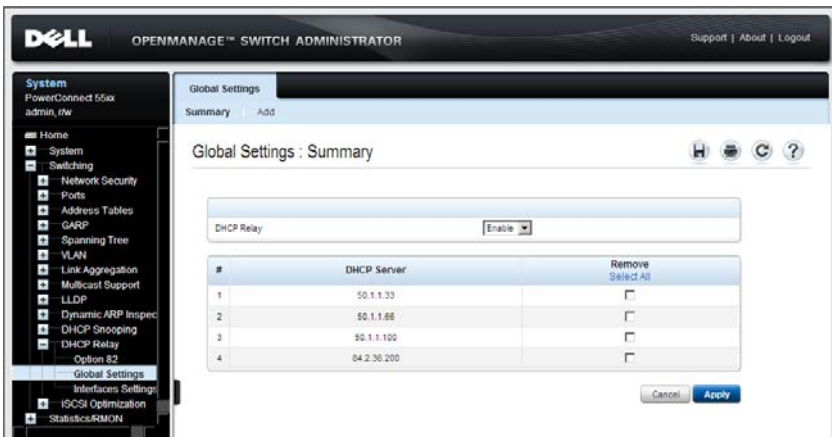 DELL
OPENMANAGE™ SWITCH ADMINISTRATOR
Support | About | Logout
System
PowerConnect 55xx
admin, r/w
Home
System
Switching
Network Security
Ports
Address Tables
GARP
Spanning Tree
VLAN
Link Aggregation
Multicast Support
LLDP
Dynamic ARP Inspec
DHCP Snooping
DHCP Relay
Option 82
Global Settings
Interfaces Settings
iSCSI Optimization
Statistics/RMON
Global Settings
Summary | Add
Global Settings : Summary
DHCP Relay Enable
# DHCP Server Remove
Select All
1 50.1.1.33
2 50.1.1.66
3 50.1.1.100
4 84.2.36.200
Cancel Apply